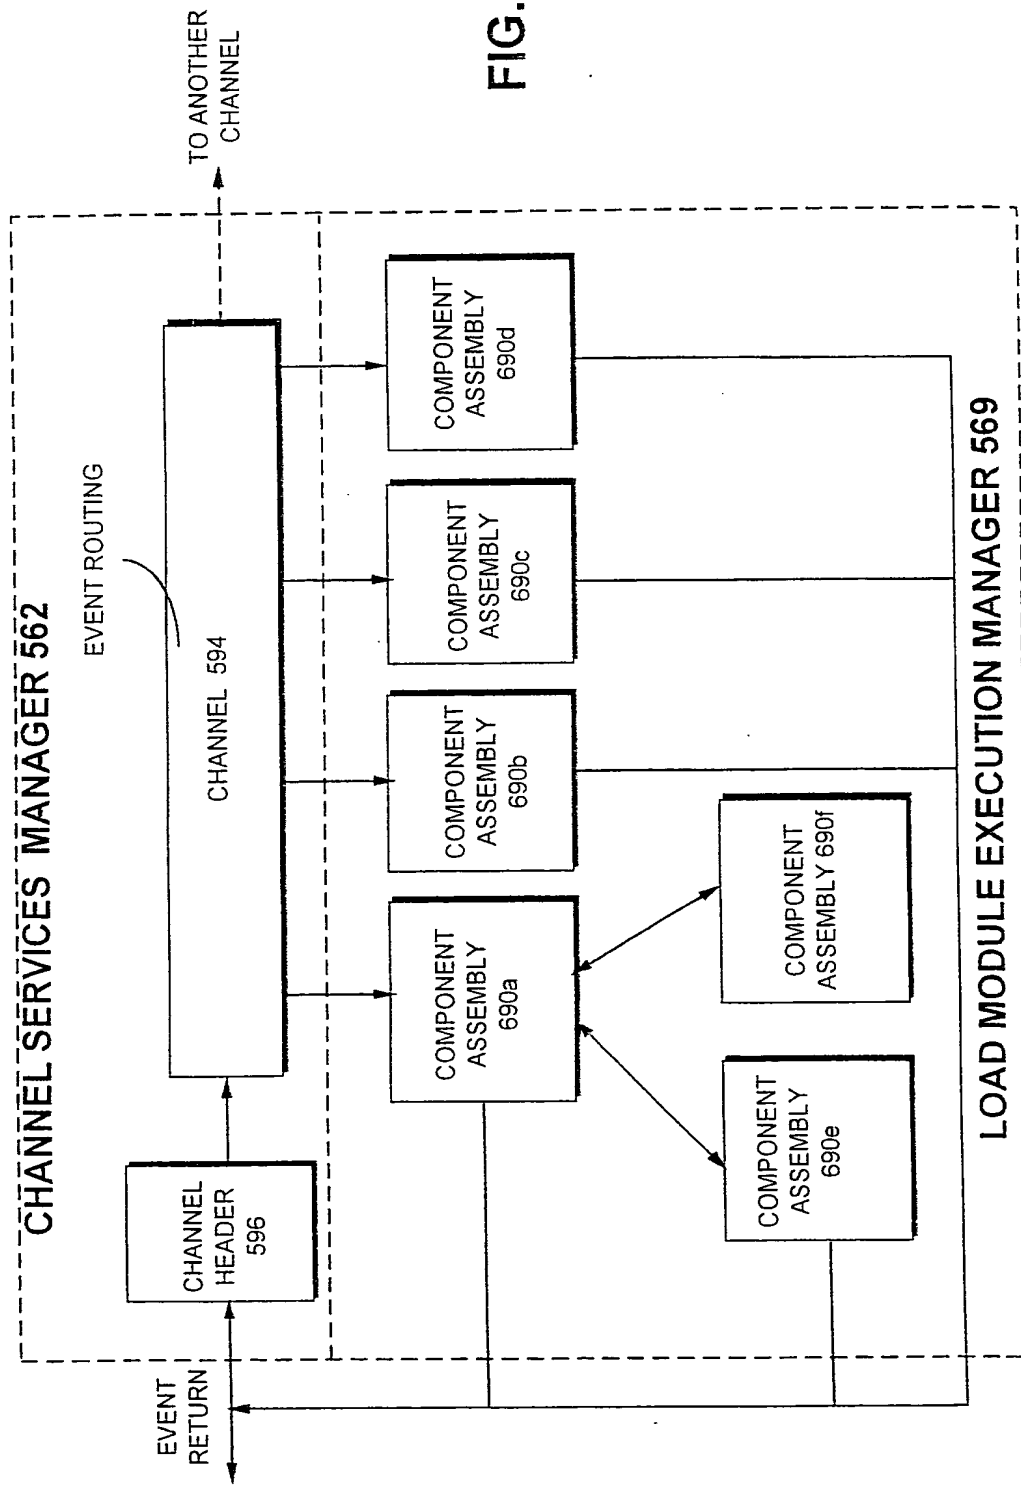 CHANNEL SERVICES MANAGER 562
EVENT ROUTING
TO ANOTHER
CHANNEL
EVENT
RETURN
CHANNEL
HEADER
596
CHANNEL 594
COMPONENT
ASSEMBLY
690a
COMPONENT
ASSEMBLY
690b
COMPONENT
ASSEMBLY
690c
COMPONENT
ASSEMBLY
690d
COMPONENT
ASSEMBLY
690e
COMPONENT
ASSEMBLY 690f
LOAD MODULE EXECUTION MANAGER 569
FIG.